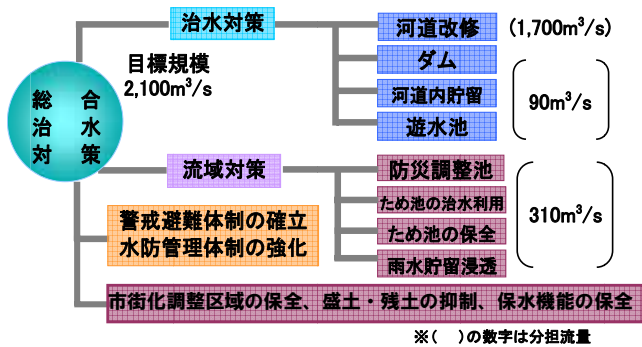 総合
治水
対策
目標規模
2,100m³/s
治水対策
河道改修
(1,700m³/s)
ダム
河道内貯留
遊水池
90m³/s
流域対策
防災調整池
ため池の治水利用
ため池の保全
雨水貯留浸透
310m³/s
警戒避難体制の確立
水防管理体制の強化
市街化調整区域の保全、盛土・残土の抑制、保水機能の保全
※(　)の数字は分担流量